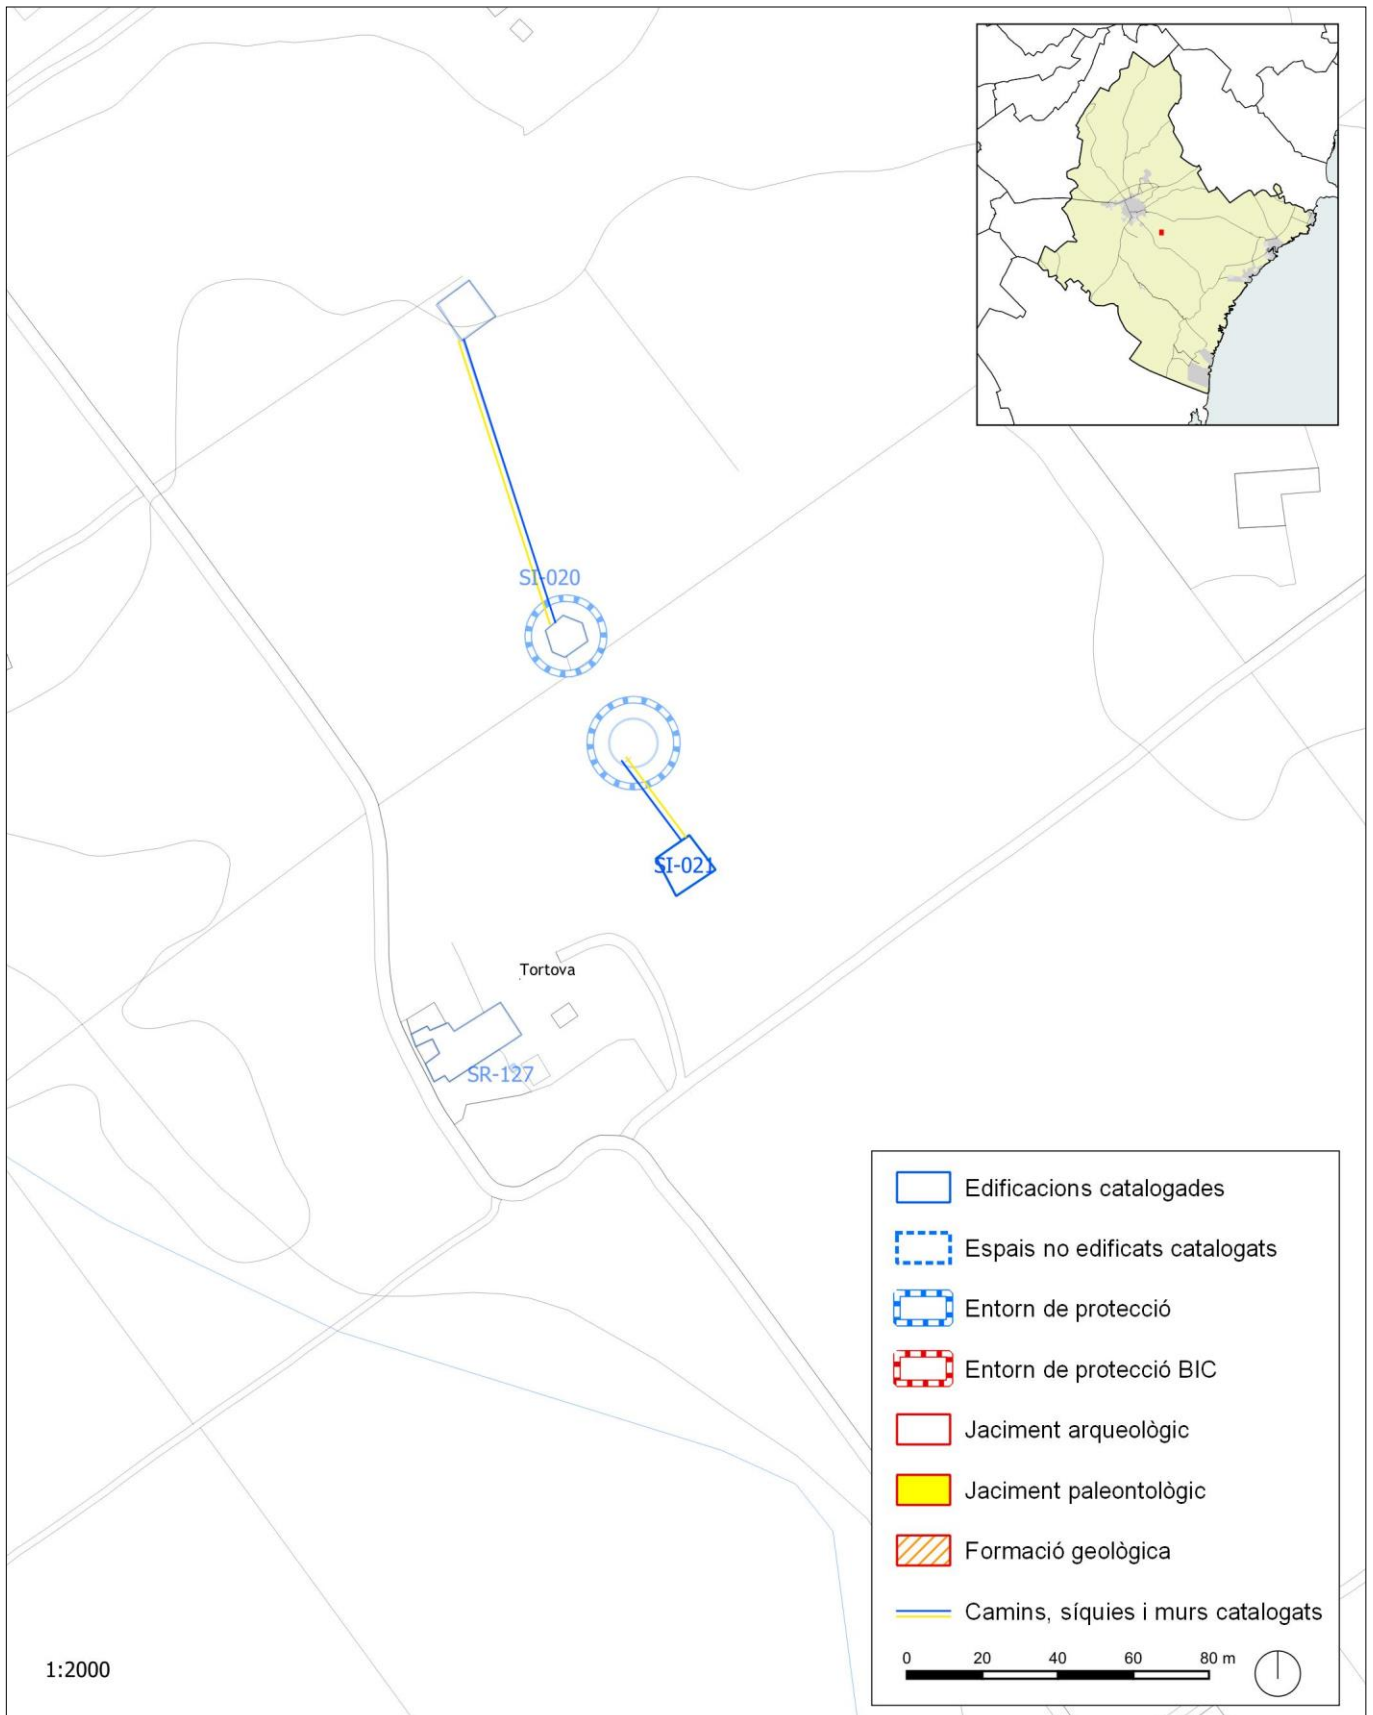 SI-020
SI-021
Tortova
SR-127
Edificacions catalogades
Espais no edificats catalogats
Entorn de protecció
Entorn de protecció BIC
Jaciment arqueològic
Jaciment paleontològic
Formació geològica
Camins, síquies i murs catalogats
0 20 40 60 80 m
1:2000